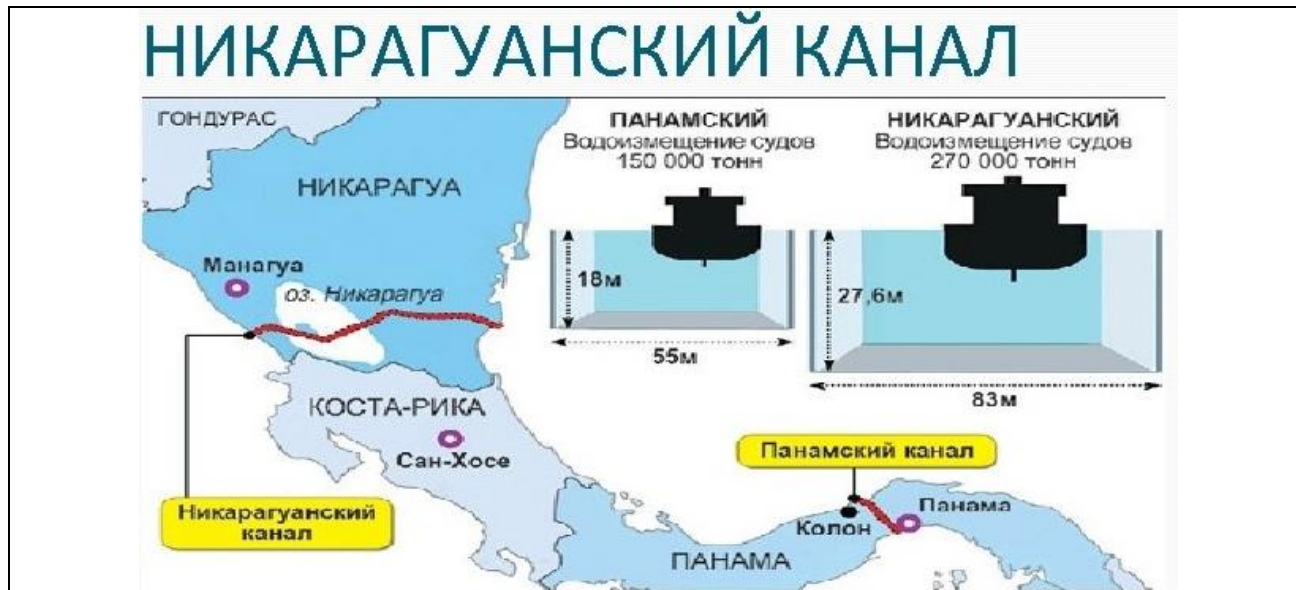 НИКАРАГУАНСКИЙ КАНАЛ
ГОНДУРАС
НИКАРАГУА
Манагуа
оз. Никарагуа
ПАНАМСКИЙ
Водоизмещение судов
150 000 тонн
18м
55м
НИКАРАГУАНСКИЙ
Водоизмещение судов
270 000 тонн
27,6м
83м
КОСТА-РИКА
Сан-Хосе
Никарагуанский
канал
Панамский канал
Колон
Панама
ПАНАМА